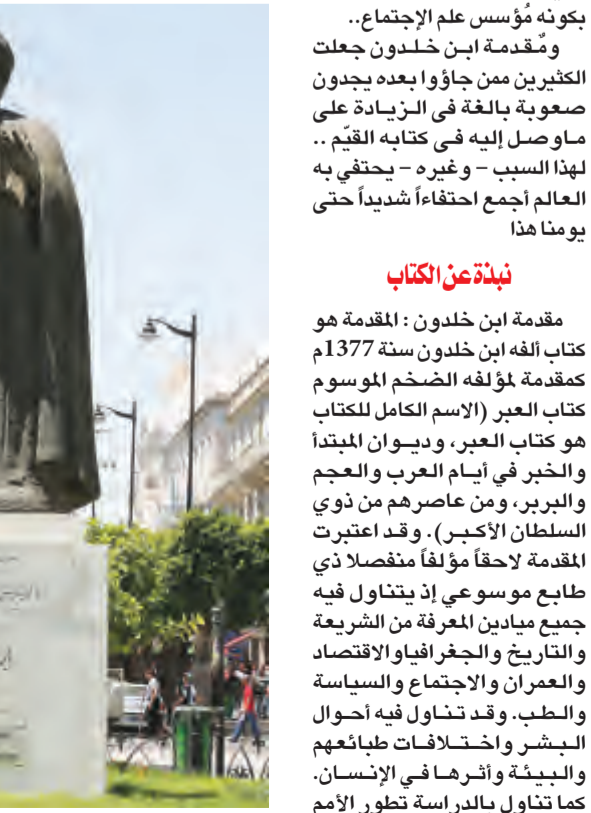 بكونه مُؤسس علم الإجتماع..
ومٌقدمة ابن خلدون جعلت
الكثيرين ممن جاؤوا بعده يجدون
صعوبة بالغة فى الزيادة على
ماوصل إليه فى كتابه القيّم ..
لهذا السبب – وغيره – يحتفي به
العالم أجمع احتفاءاً شديداً حتى
يومنا هذا
نبذة عن الكتاب
مقدمة ابن خلدون : المقدمة هو
كتاب ألفه ابن خلدون سنة 1377م
كمقدمة لمؤلفه الضخم الموسوم
كتاب العبر (الاسم الكامل للكتاب
هو كتاب العبر، وديوان المبتدأ
والخبر في أيام العرب والعجم
والبربر، ومن عاصرهم من ذوي
السلطان الأكبر). وقد اعتبرت
المقدمة لاحقاً مؤلفاً منفصلا ذي
طابع موسوعي إذ يتناول فيه
جميع ميادين المعرفة من الشريعة
والتاريخ والجغرافياوالاقتصاد
والعمران والاجتماع والسياسة
والطب. وقد تناول فيه أحوال
البشر واختلافات طبائعهم
والبيئة وأثرها في الإنسان.
كما تناول بالدراسة تطور الأمم